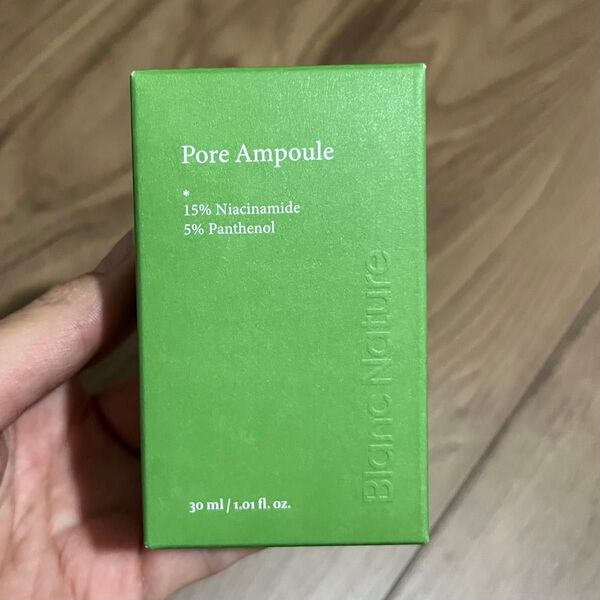 Pore Ampoule
*
15% Niacinamide
5% Panthenol
Blanc Nature
30 ml / 1.01 fl. oz.